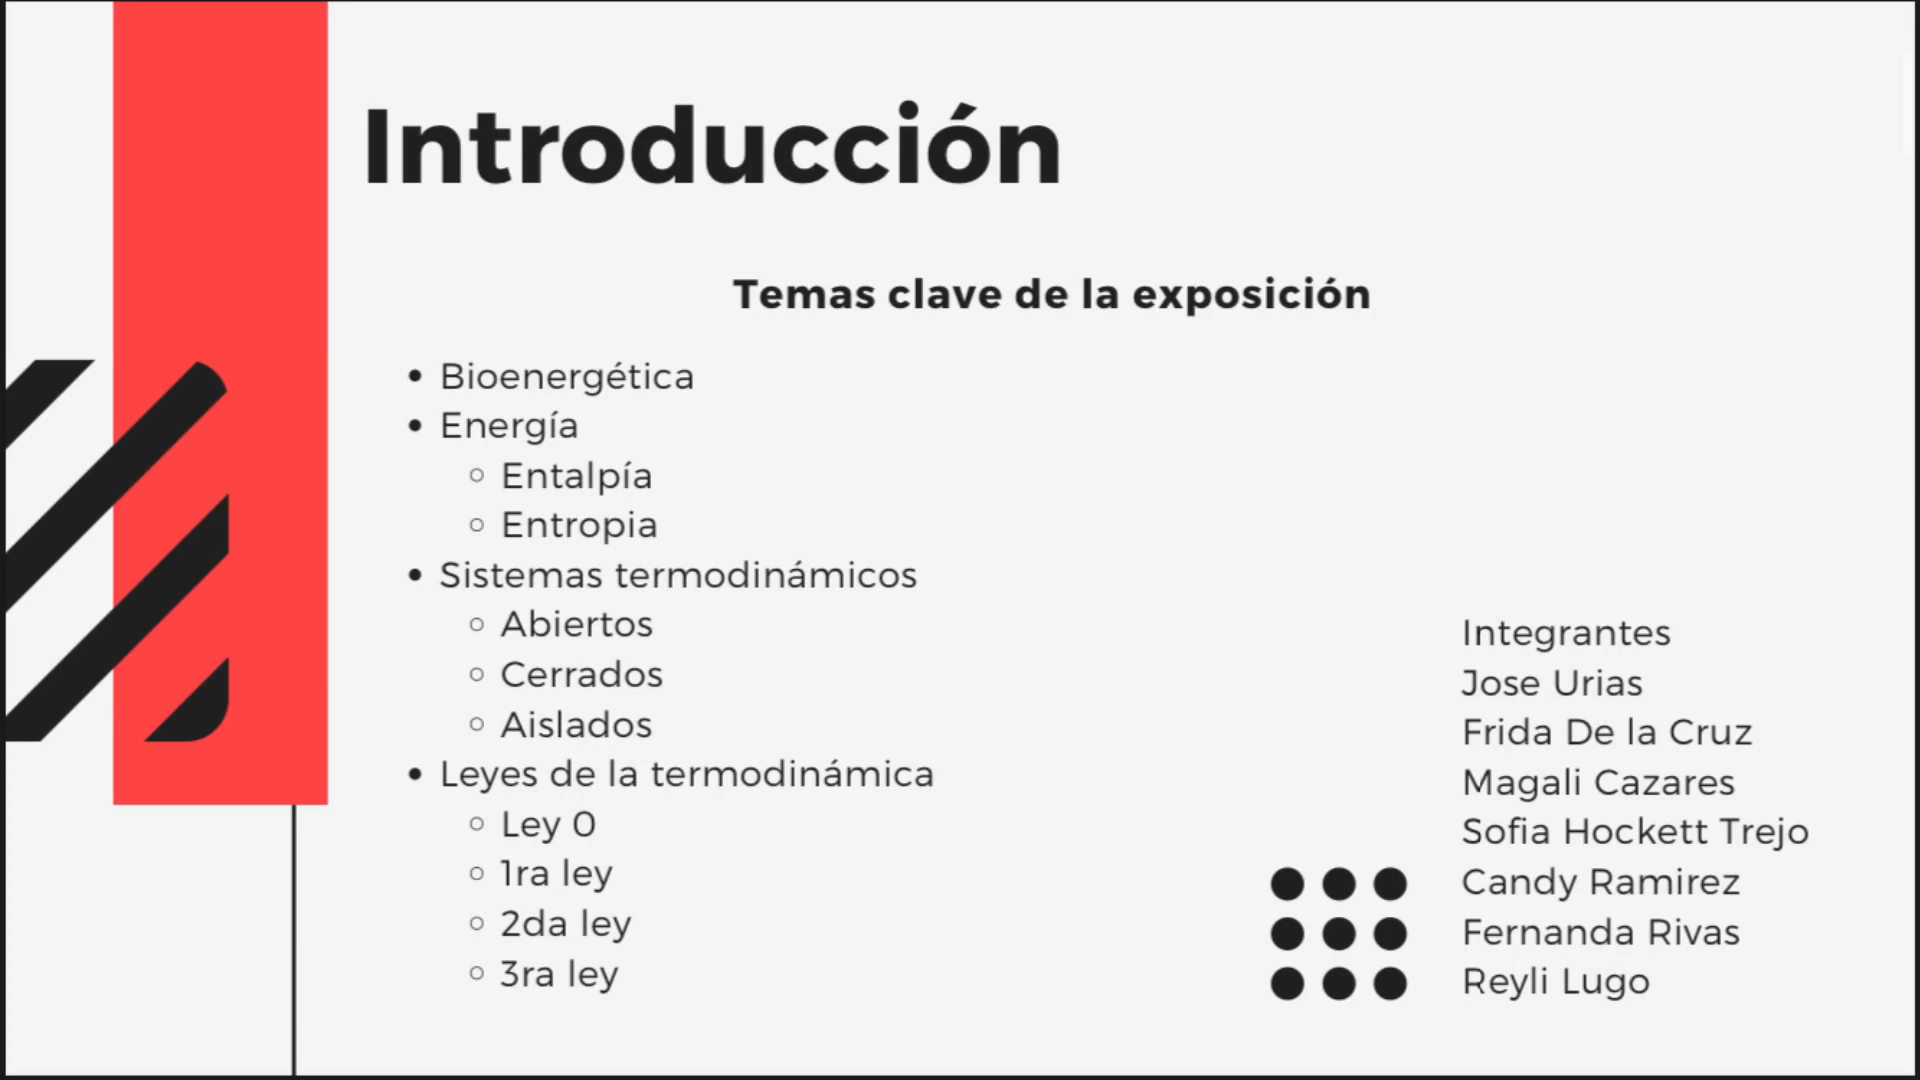 Introducción
Temas clave de la exposición
Bioenergética
Energía
Entalpía
Entropia
Sistemas termodinámicos
Abiertos
Cerrados
Aislados
Leyes de la termodinámica
Ley 0
1ra ley
2da ley
3ra ley
Integrantes
Jose Urias
Frida De la Cruz
Magali Cazares
Sofia Hockett Trejo
Candy Ramirez
Fernanda Rivas
Reyli Lugo